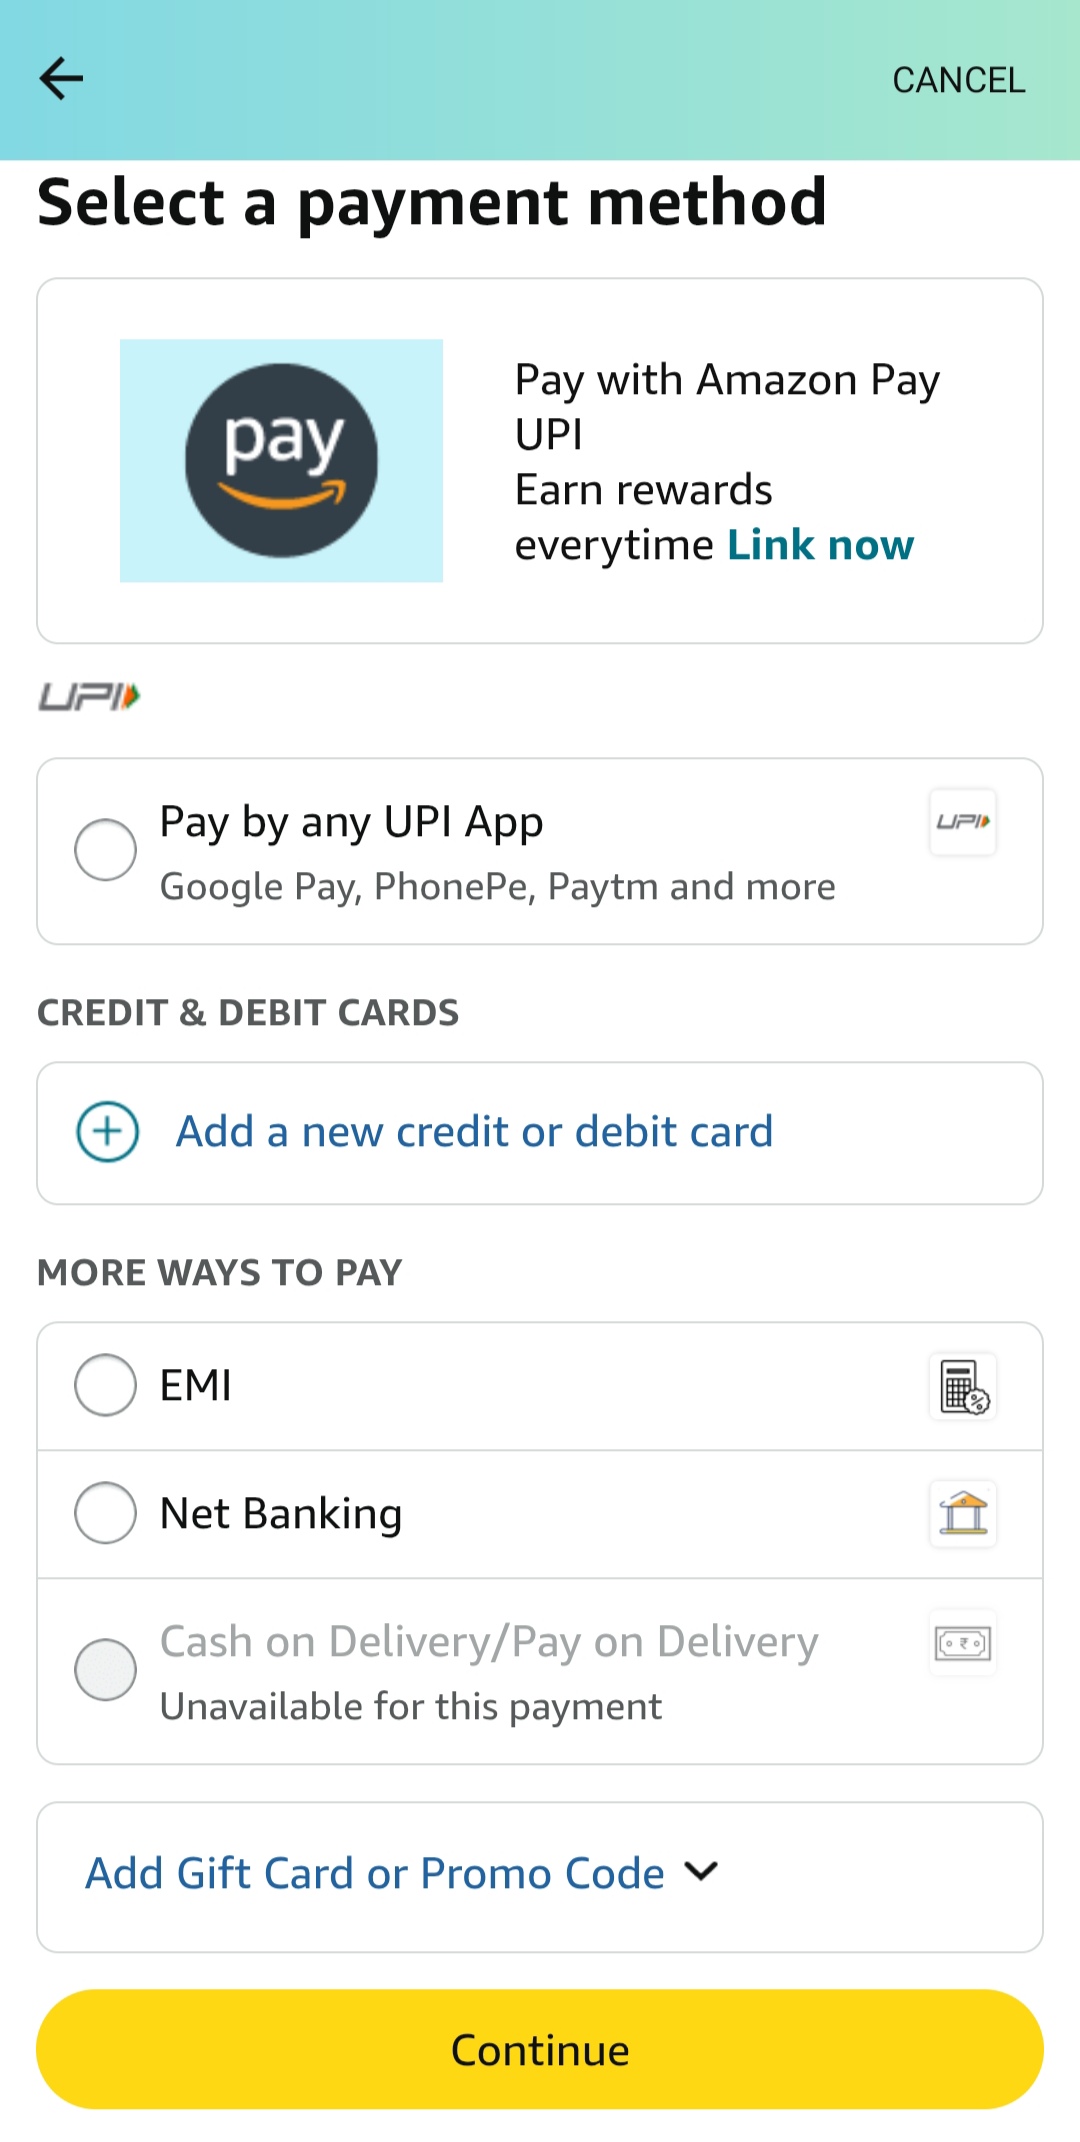 CANCEL
Select a payment method
pay
Pay with Amazon Pay
UPI
Earn rewards
everytime Link now
UPI
Pay by any UPI App
UPI
Google Pay, PhonePe, Paytm and more
CREDIT & DEBIT CARDS
Add a new credit or debit card
MORE WAYS TO PAY
EMI
%
Net Banking
Cash on Delivery/Pay on Delivery
₹
Unavailable for this payment
Add Gift Card or Promo Code
Continue